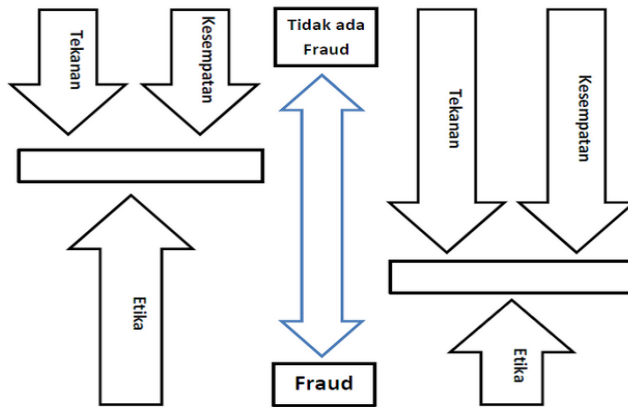 Tekanan
Kesempatan
Etika
Tidak ada
Fraud
Fraud
Tekanan
Kesempatan
Etika